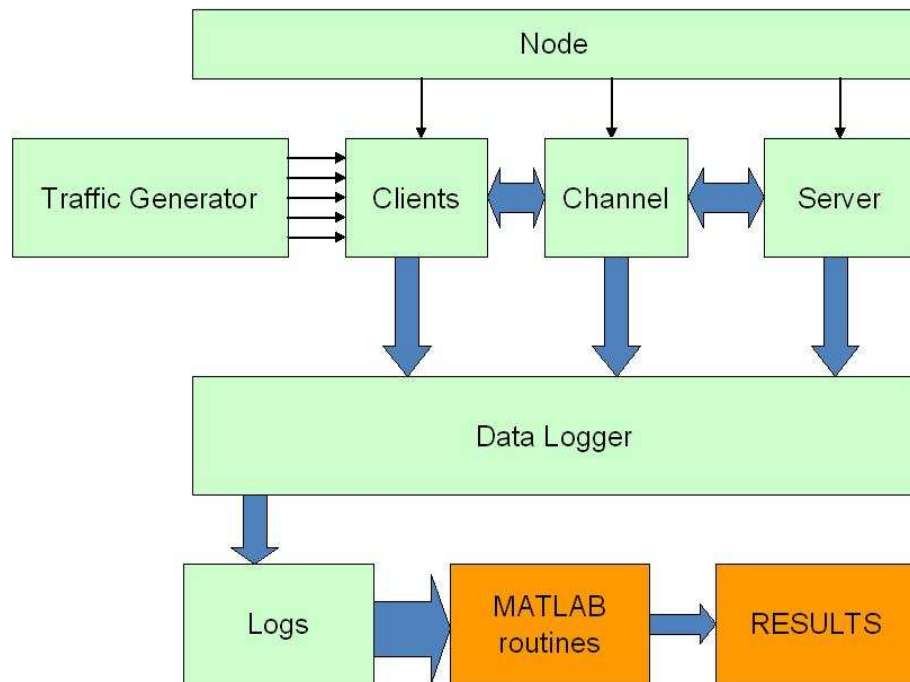 Node
Traffic Generator
Clients
Channel
Server
Data Logger
Logs
MATLAB
routines
RESULTS